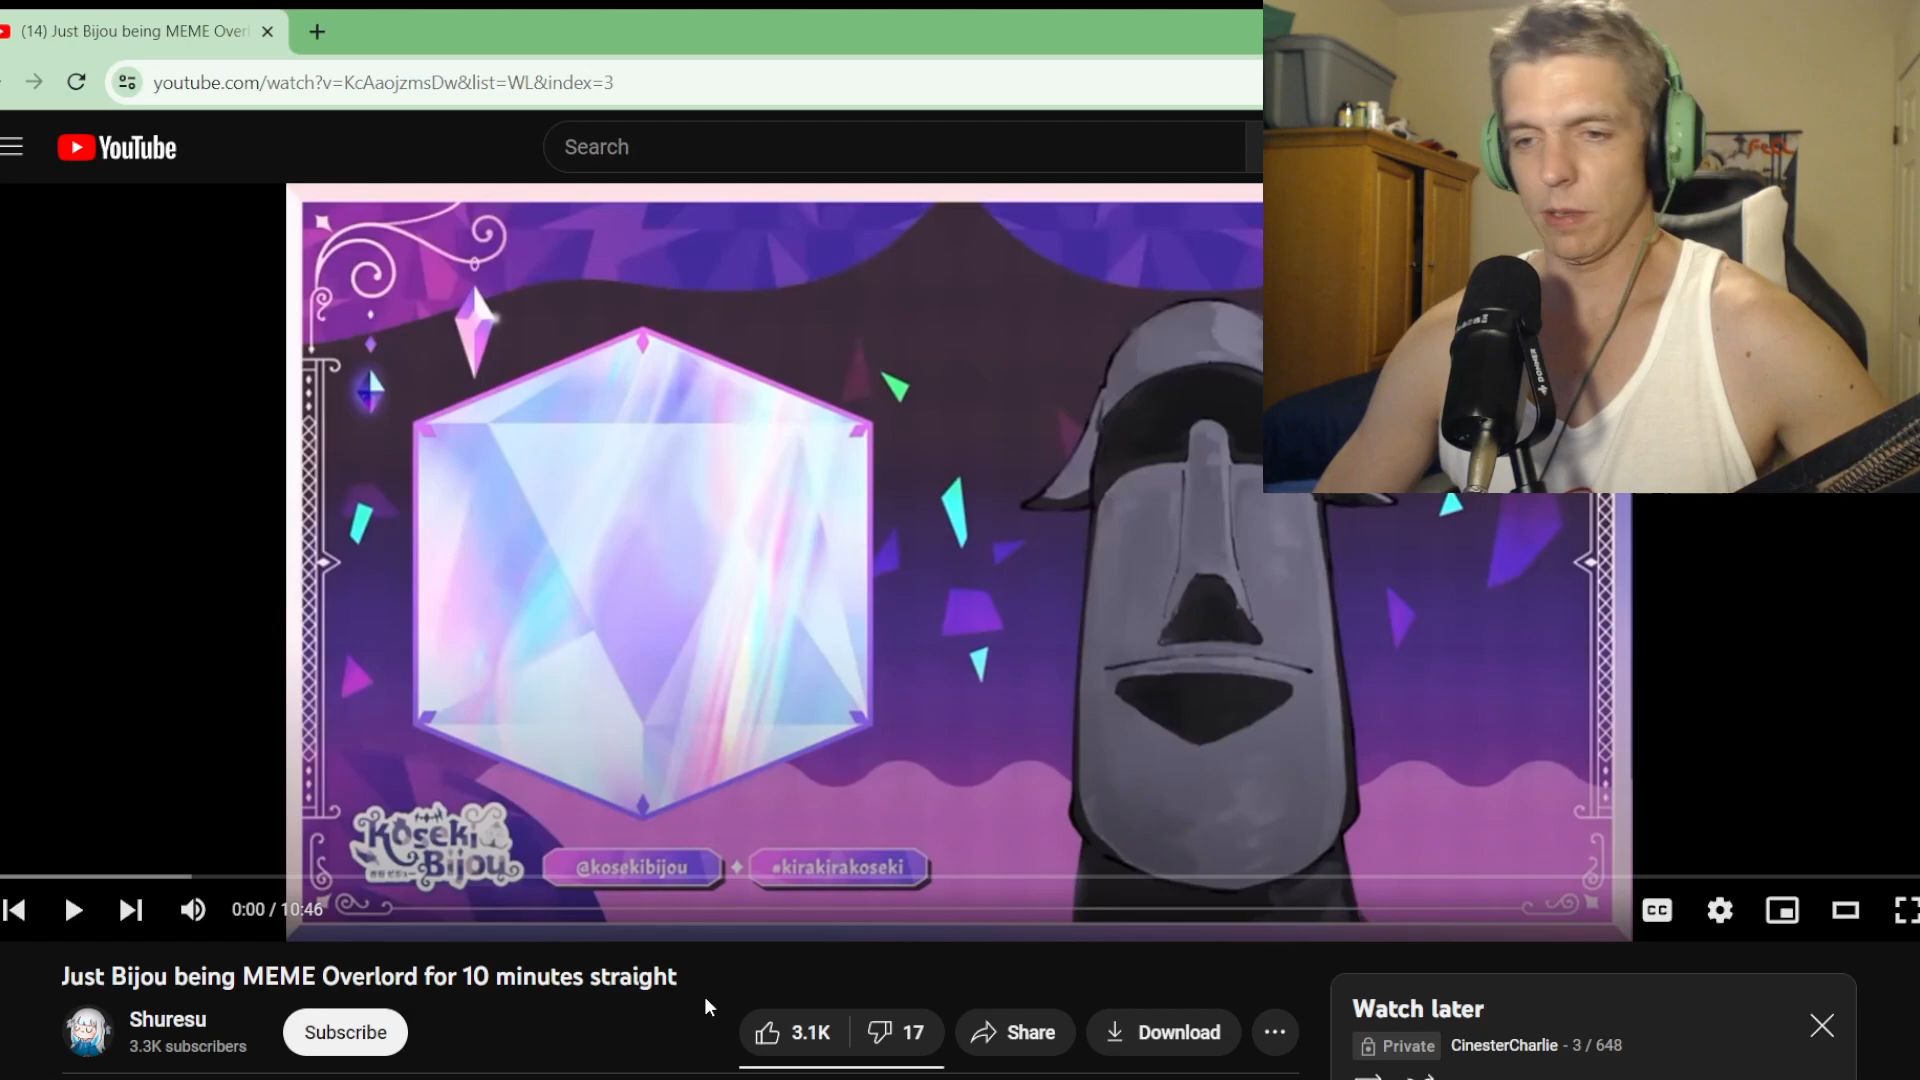 (14) Just Bijou being MEME Over
youtube.com/watch?v=KcAaojzmsDw&list=WL&index=3
YouTube
Search
Koseki
Bijou
@kosekibijou
#kirakirakoseki
0:00 / 10:46
CC
Just Bijou being MEME Overlord for 10 minutes straight
Shuresu
3.3K subscribers
Subscribe
3.1K
17
Share
Download
Watch later
Private
CinesterCharlie - 3 / 648